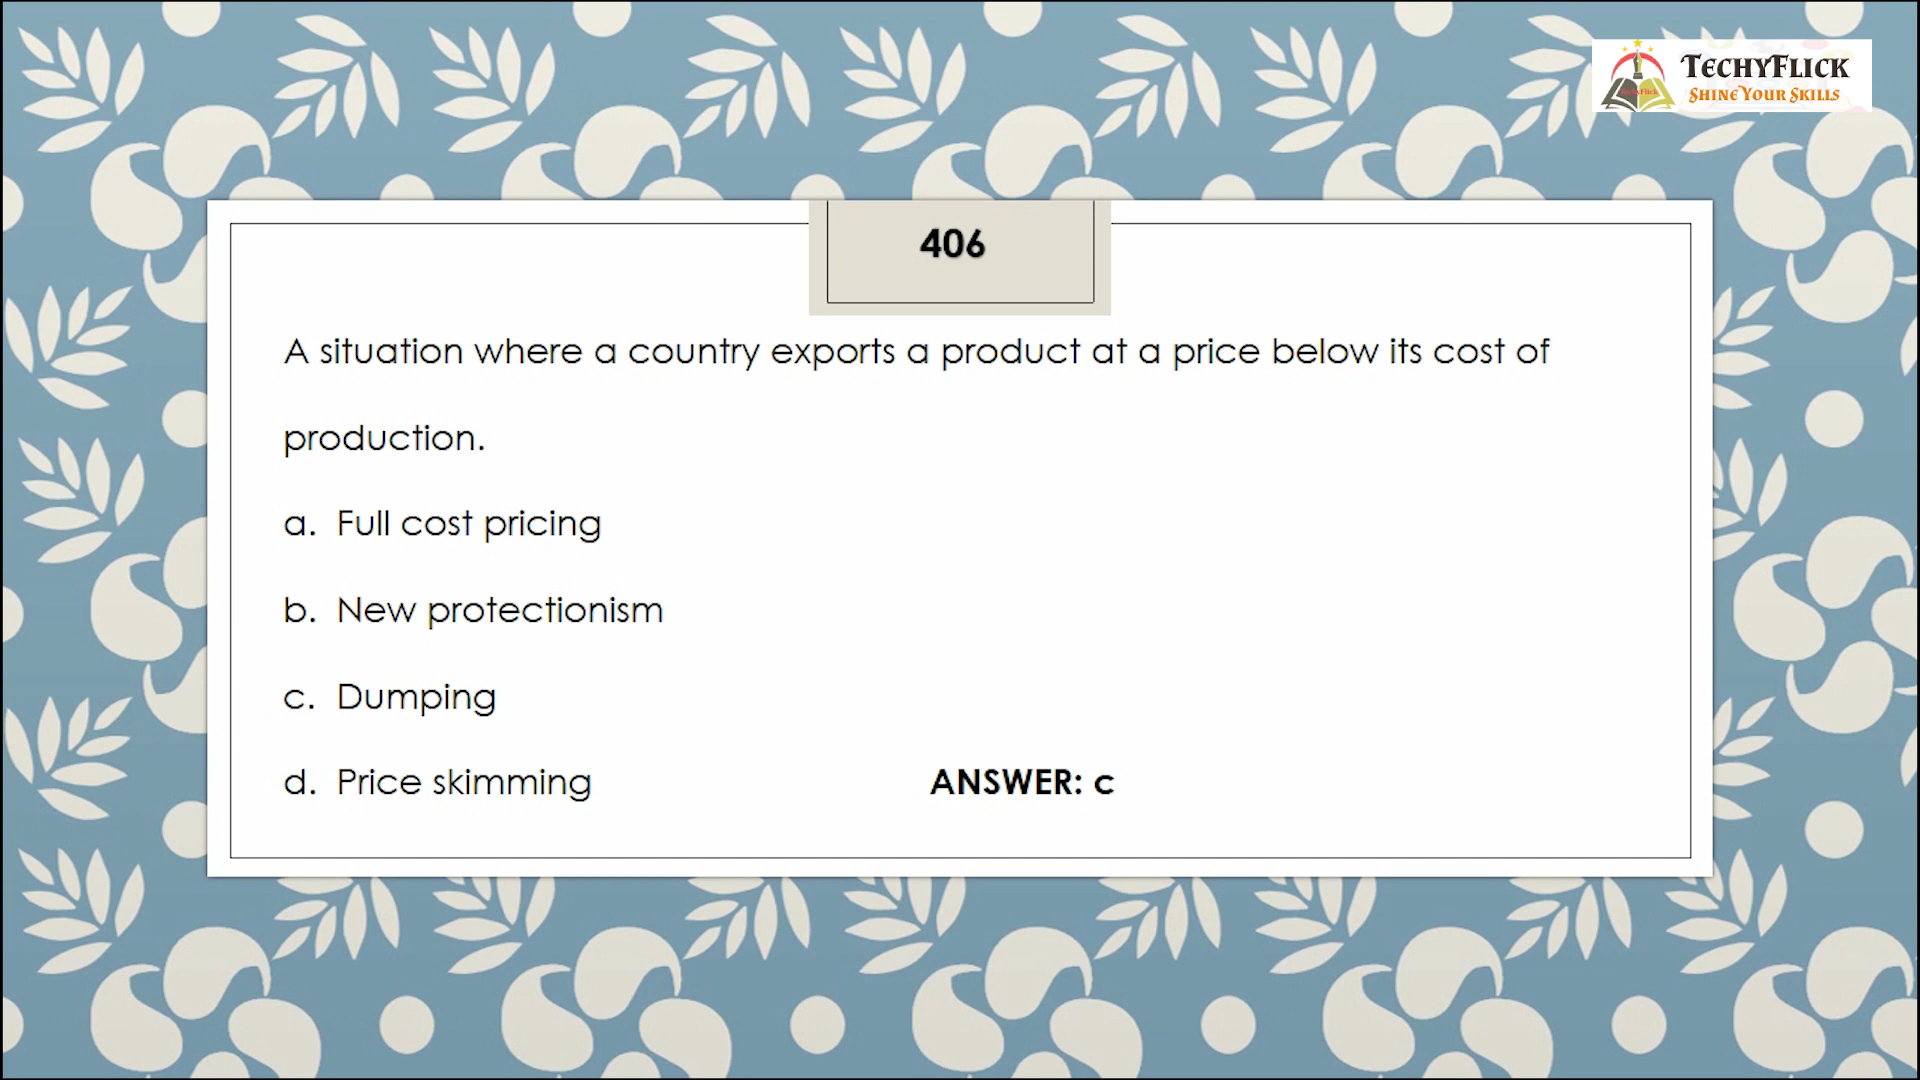 TECHYFLICK
SHINE YOUR SKILLS
406
A situation where a country exports a product at a price below its cost of
production.
a. Full cost pricing
b. New protectionism
c. Dumping
d. Price skimming ANSWER: c